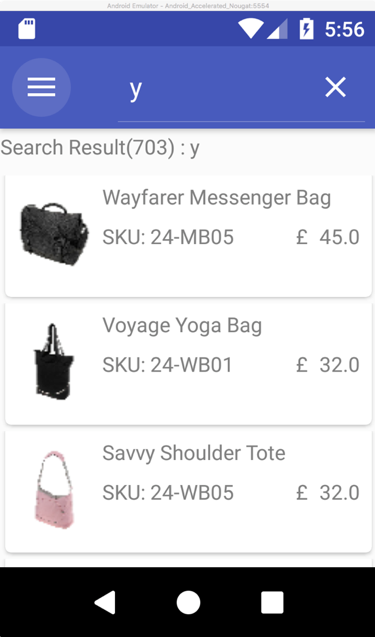 Android Emulator - Android_Accelerated_Nougat:5554
5:56
y
Search Result(703) : y
Wayfarer Messenger Bag
SKU: 24-MB05 £ 45.0
Voyage Yoga Bag
SKU: 24-WB01 £ 32.0
Savvy Shoulder Tote
SKU: 24-WB05 £ 32.0